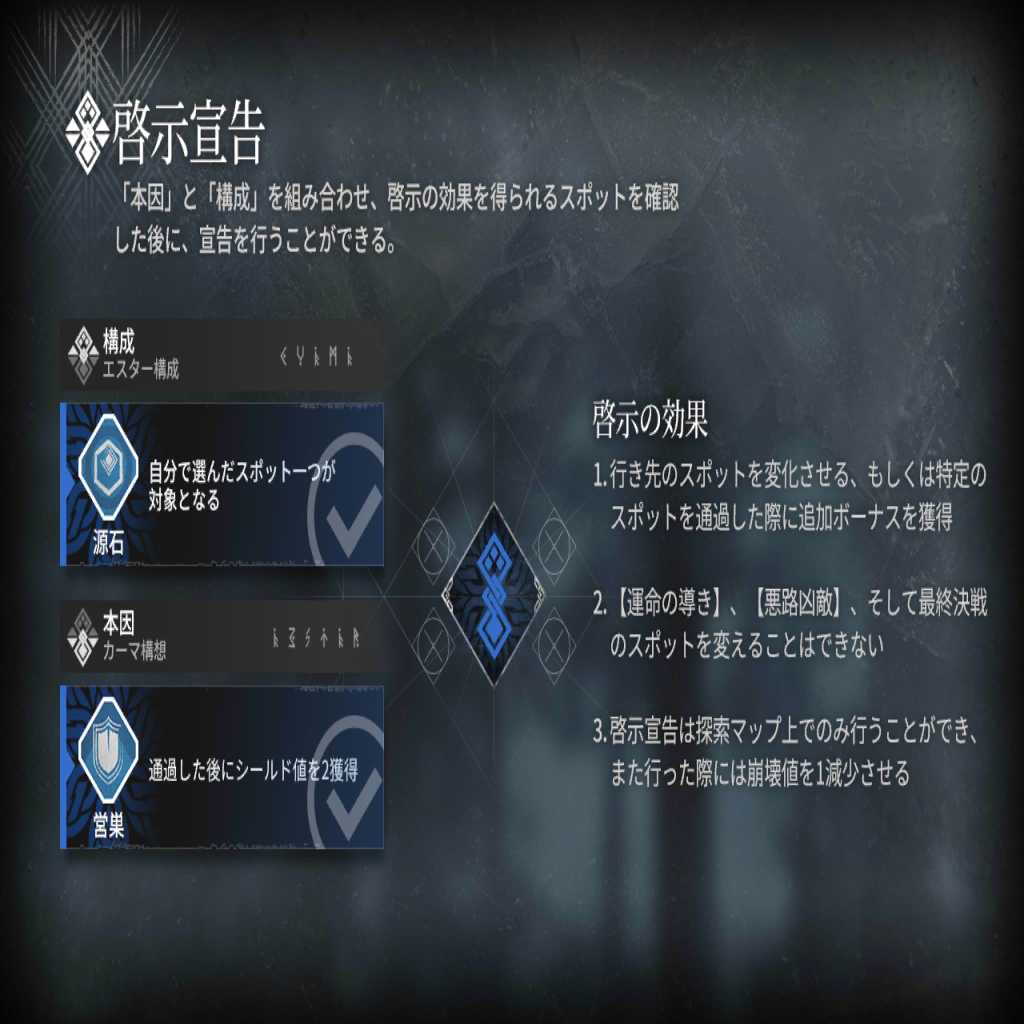 啓示宣告
「本因」と「構成」を組み合わせ、啓示の効果を得られるスポットを確認
した後に、宣告を行うことができる。
構成
エスター構成
自分で選んだスポット一つが
対象となる
源石
本因
カーマ構想
通過した後にシールド値を2獲得
営巣
啓示の効果
1.行き先のスポットを変化させる、もしくは特定の
スポットを通過した際に追加ボーナスを獲得
2.【運命の導き】、【悪路凶敵】、そして最終決戦
のスポットを変えることはできない
3.啓示宣告は探索マップ上でのみ行うことができ、
また行った際には崩壊値を1減少させる